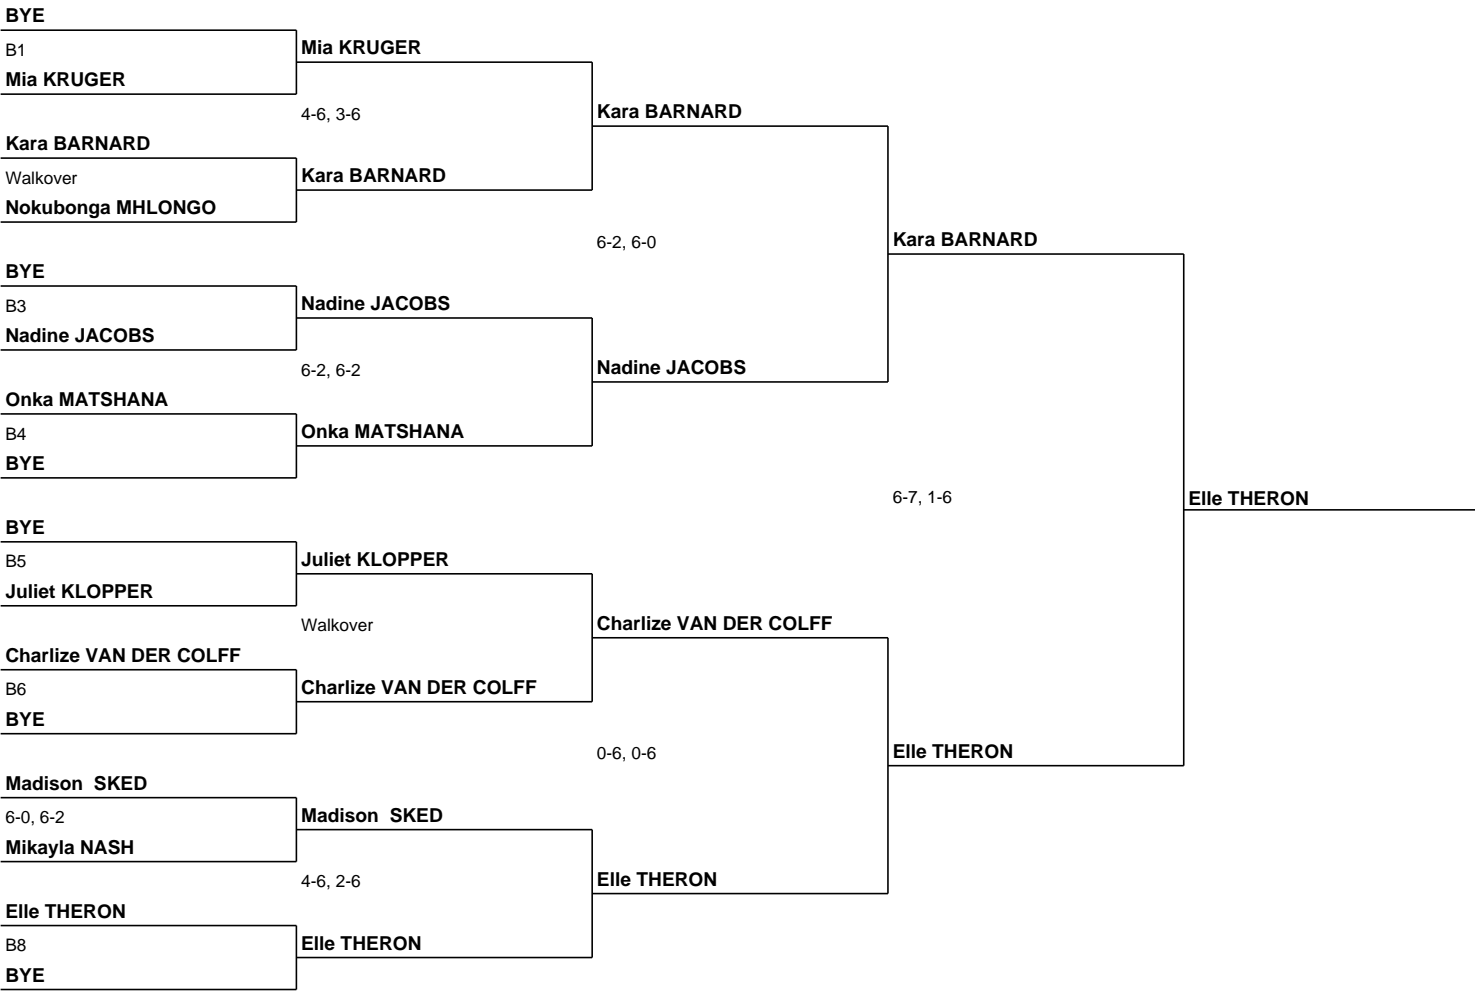 BYE
B1
Mia KRUGER
Kara BARNARD
Walkover
Nokubonga MHLONGO
BYE
B3
Nadine JACOBS
Onka MATSHANA
B4
BYE
BYE
B5
Juliet KLOPPER
Charlize VAN DER COLFF
B6
BYE
Madison  SKED
6-0, 6-2
Mikayla NASH
Elle THERON
B8
BYE
Mia KRUGER
4-6, 3-6
Kara BARNARD
Nadine JACOBS
6-2, 6-2
Onka MATSHANA
Juliet KLOPPER
Walkover
Charlize VAN DER COLFF
Madison  SKED
4-6, 2-6
Elle THERON
Kara BARNARD
6-2, 6-0
Nadine JACOBS
Charlize VAN DER COLFF
0-6, 0-6
Elle THERON
Kara BARNARD
6-7, 1-6
Elle THERON
Elle THERON